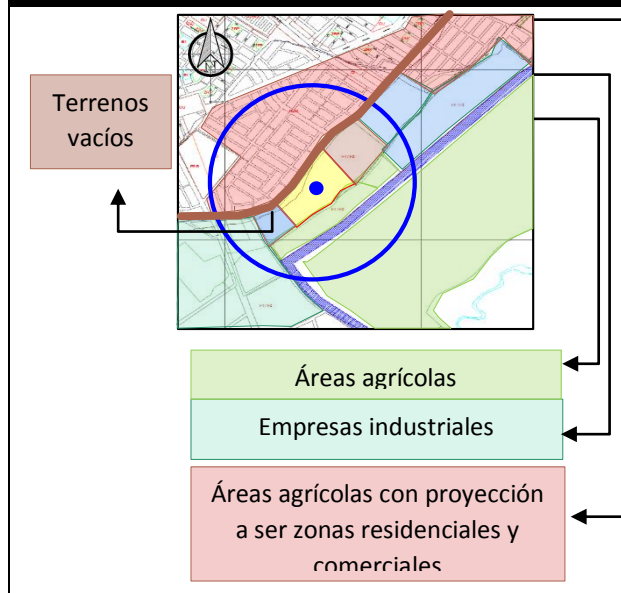 Terrenos
vacíos
Áreas agrícolas
Empresas industriales
Áreas agrícolas con proyección
a ser zonas residenciales y
comerciales